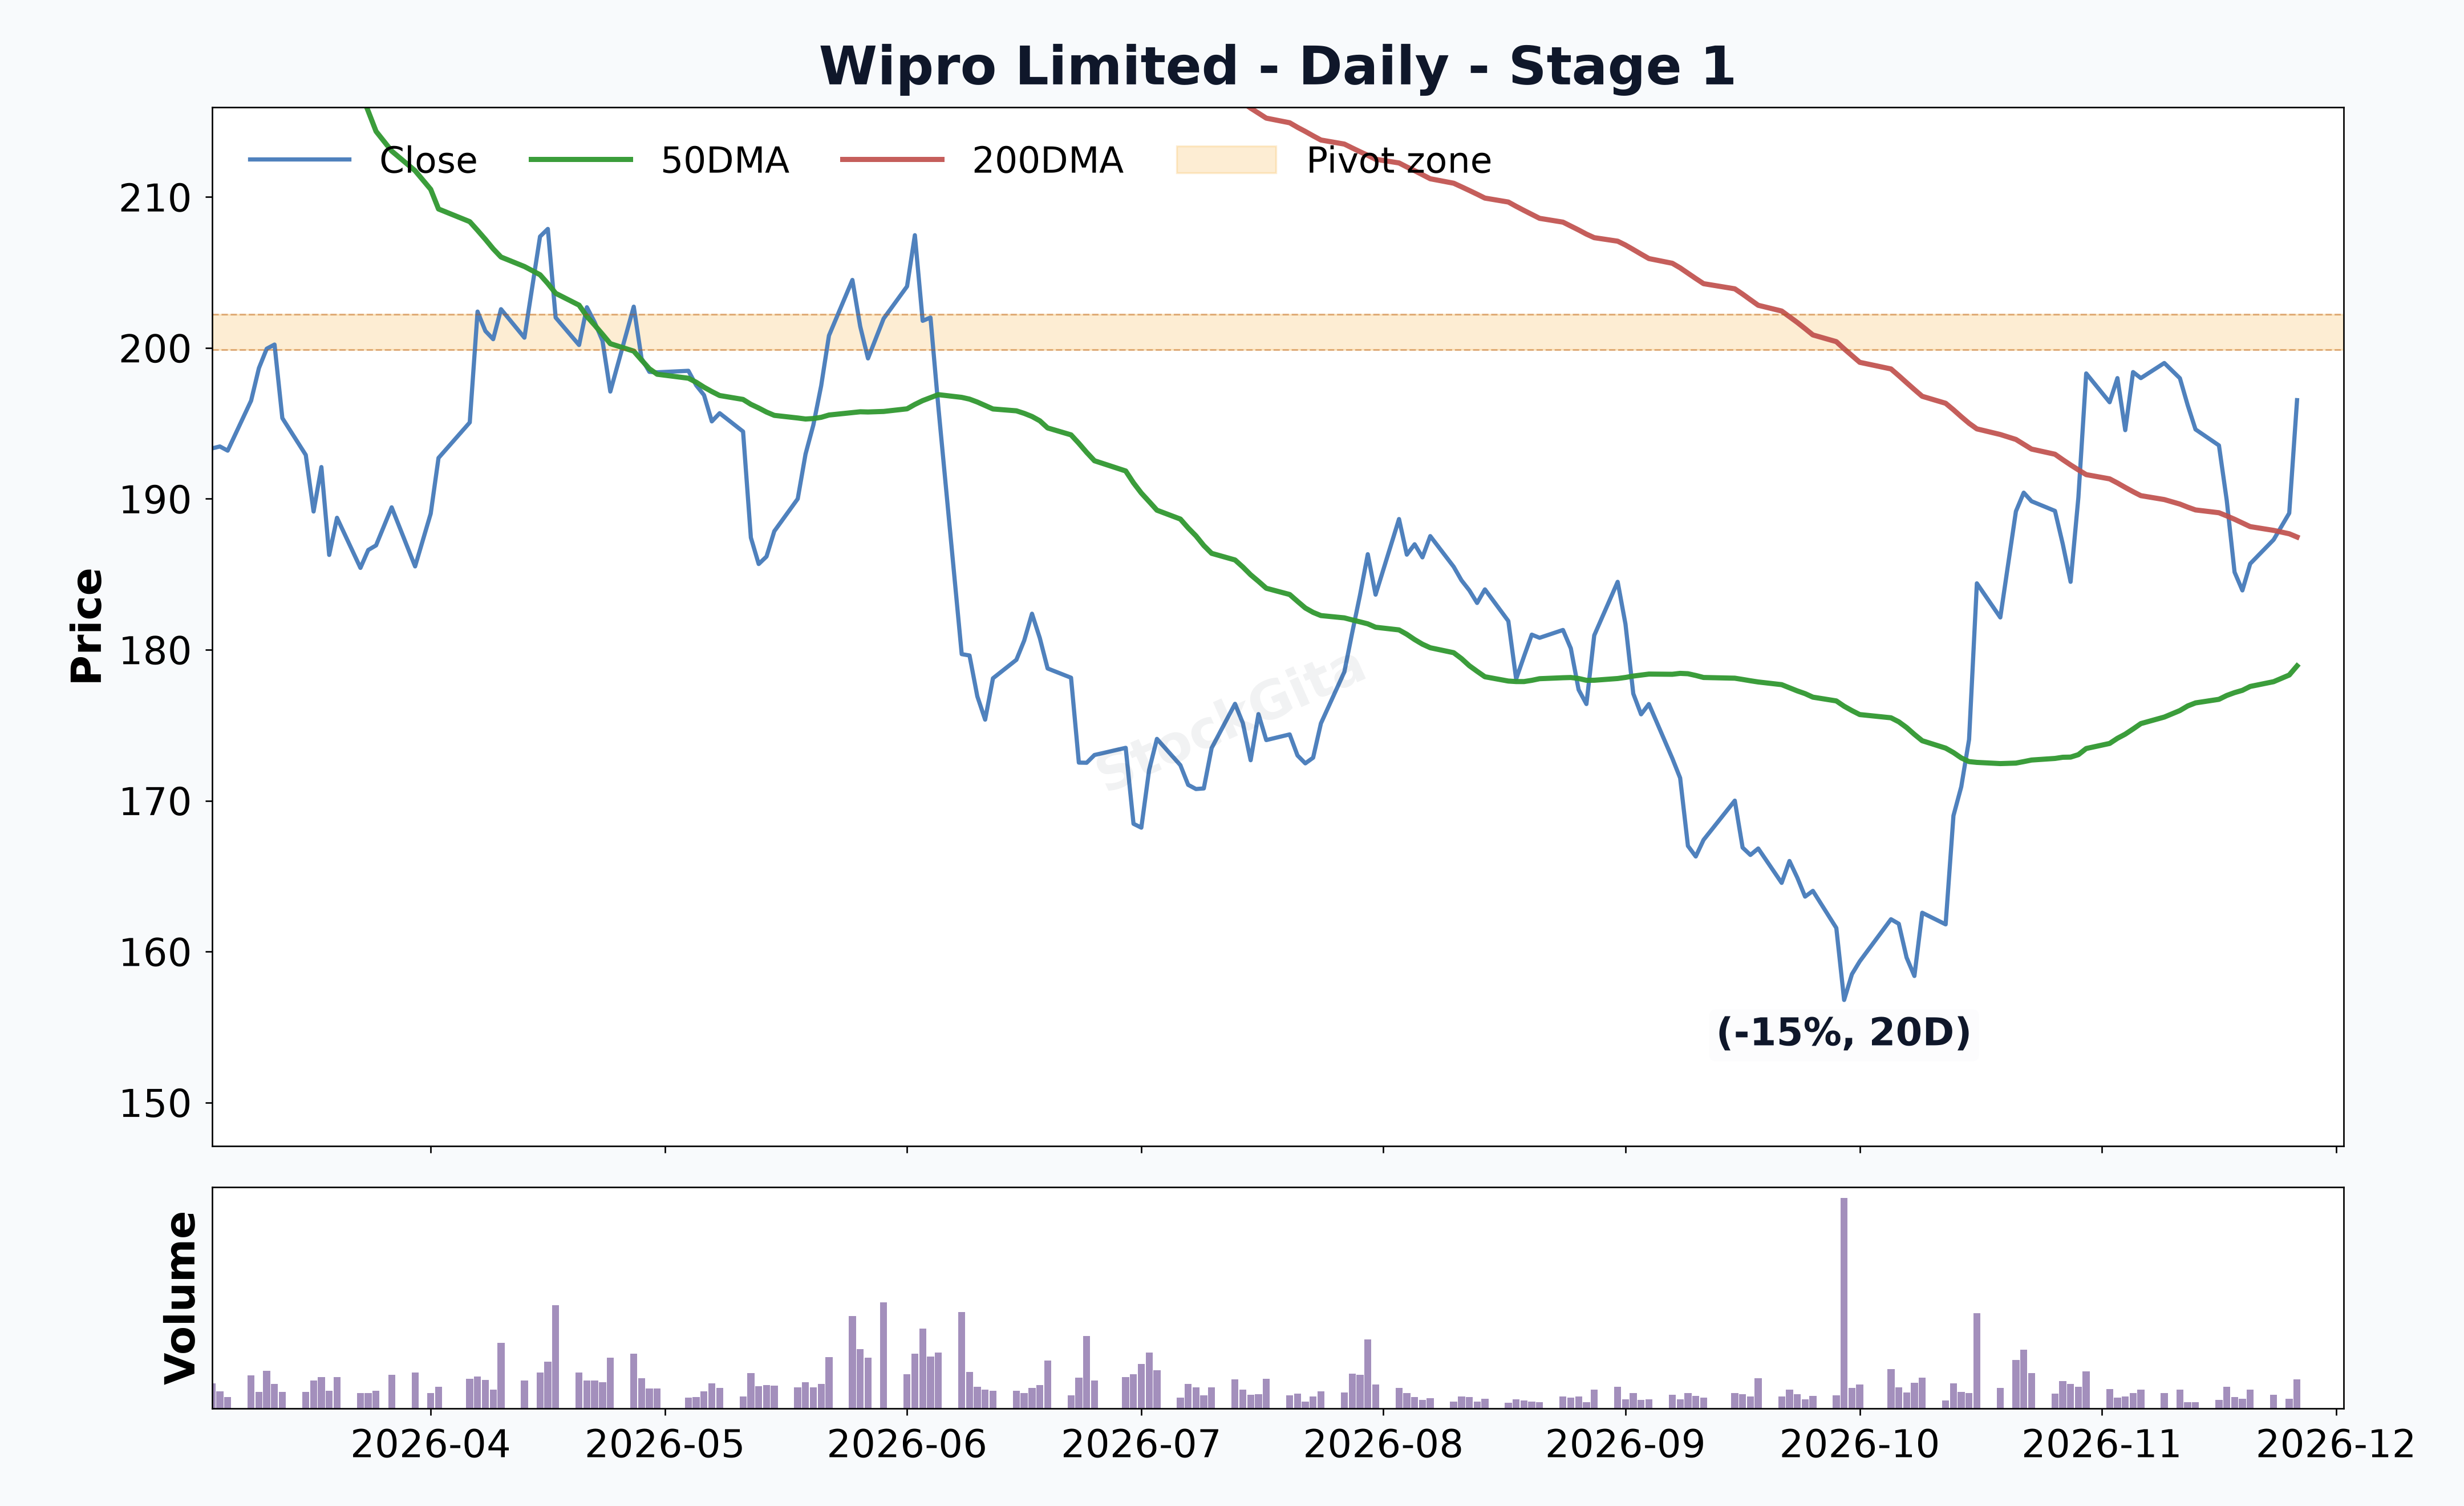 Wipro Limited - Daily - Stage 1
Close 50DMA 200DMA Pivot zone
Price
210
200
190
180
170
160
150
StockGita
(-15%, 20D)
Volume
2026-04 2026-05 2026-06 2026-07 2026-08 2026-09 2026-10 2026-11 2026-12